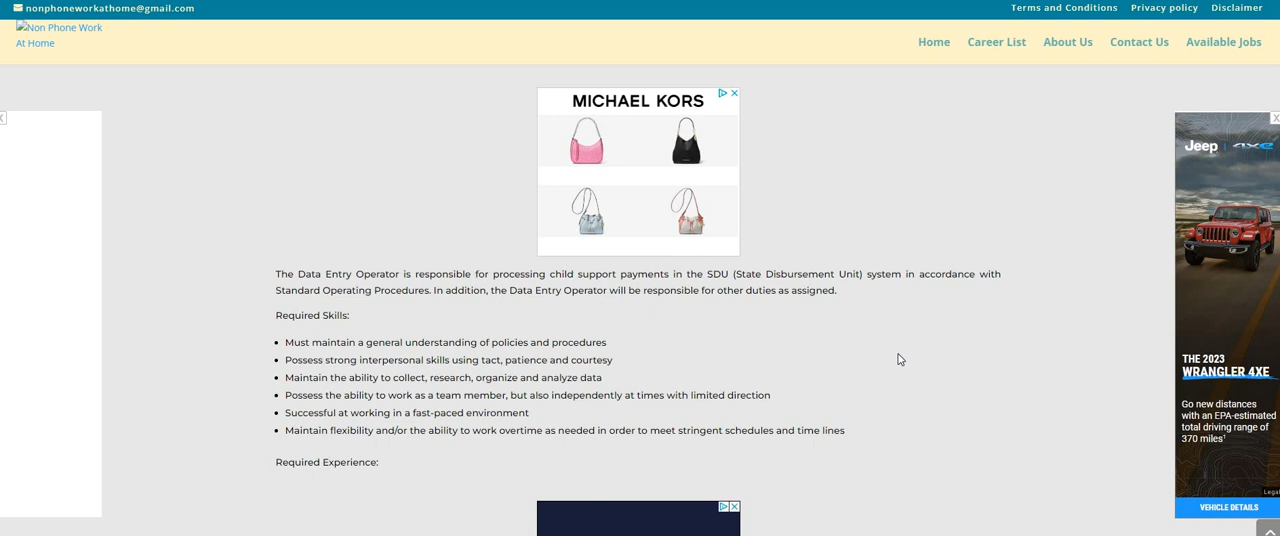 nonphoneworkathome@gmail.com
Terms and Conditions Privacy policy Disclaimer
Non Phone Work
At Home
Home Career List About Us Contact Us Available Jobs
MICHAEL KORS
X
X
Jeep 4xe
The Data Entry Operator is responsible for processing child support payments in the SDU (State Disbursement Unit) system in accordance with
Standard Operating Procedures. In addition, the Data Entry Operator will be responsible for other duties as assigned.
Required Skills:
• Must maintain a general understanding of policies and procedures
• Possess strong interpersonal skills using tact, patience and courtesy
• Maintain the ability to collect, research, organize and analyze data
• Possess the ability to work as a team member, but also independently at times with limited direction
• Successful at working in a fast-paced environment
• Maintain flexibility and/or the ability to work overtime as needed in order to meet stringent schedules and time lines
Required Experience:
THE 2023
WRANGLER 4XE
Go new distances
with an EPA-estimated
total driving range of
370 miles¹
Legal
VEHICLE DETAILS